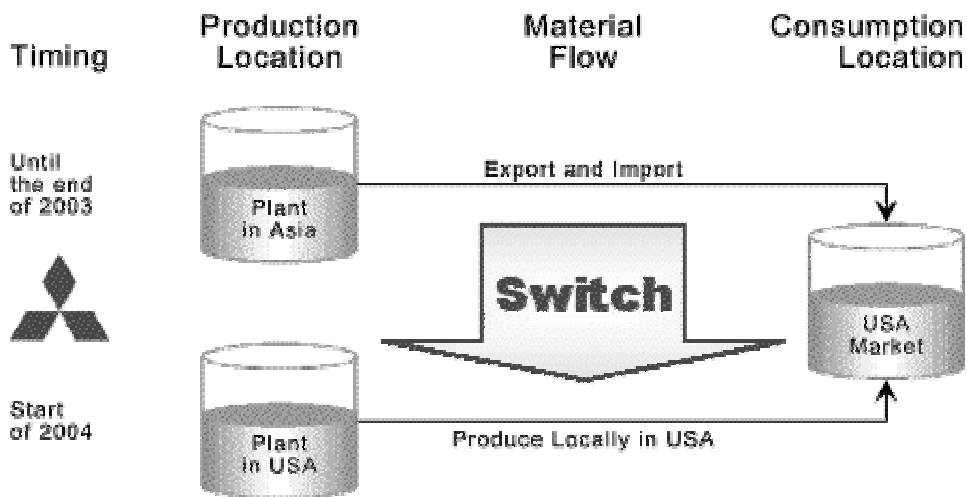 Timing
Production
Location
Material
Flow
Consumption
Location
Until
the end
of 2003
Plant
in Asia
Export and Import
Switch
USA
Market
Start
of 2004
Plant
in USA
Produce Locally in USA